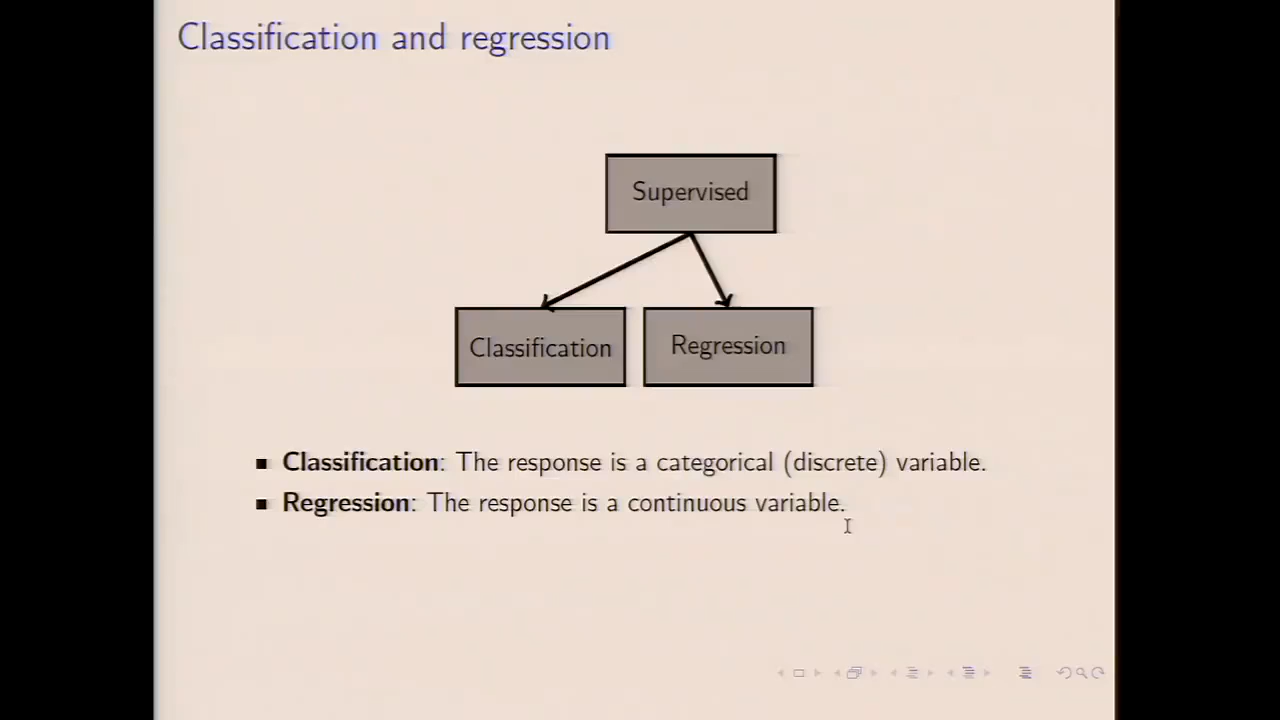 Classification and regression
Supervised
Classification
Regression
Classification: The response is a categorical (discrete) variable.
Regression: The response is a continuous variable.